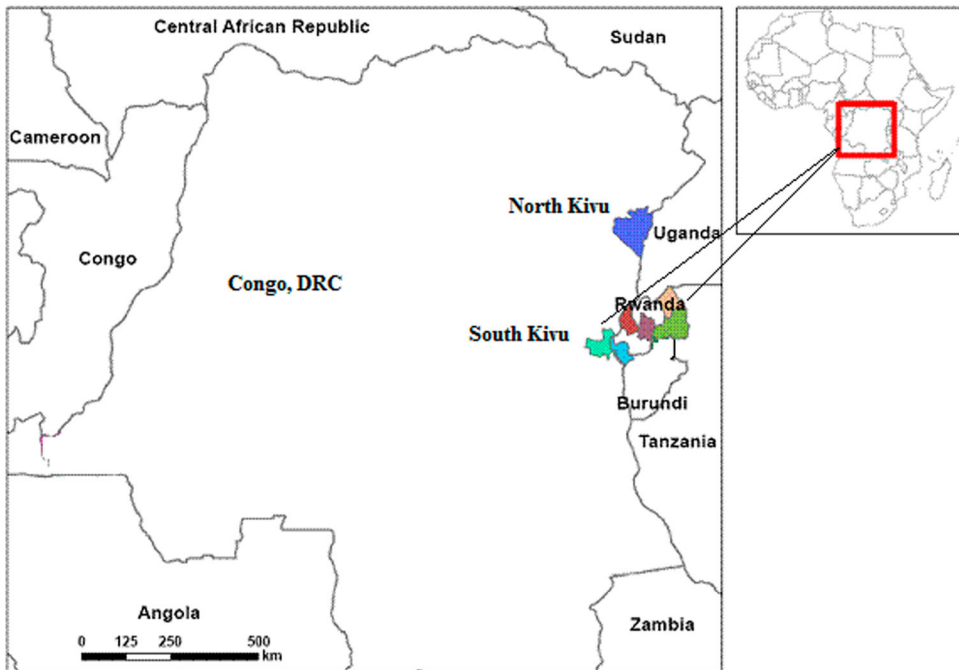 Central African Republic
Sudan
Cameroon
North Kivu
Uganda
Congo
Congo, DRC
Rwanda
South Kivu
Burundi
Tanzania
Angola
Zambia
0 125 250 500
km